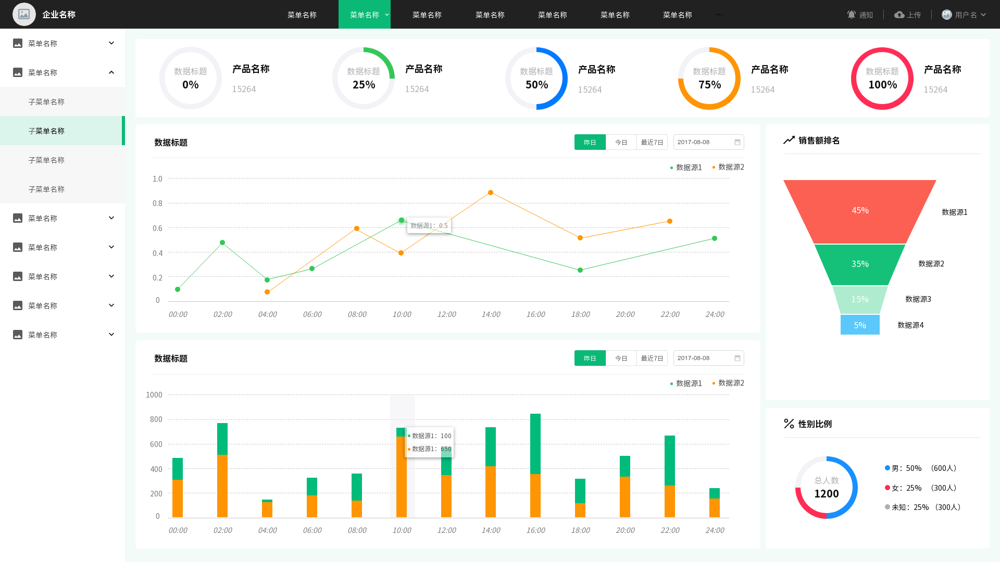 企业名称
菜单名称
菜单名称
菜单名称
菜单名称
菜单名称
菜单名称
菜单名称
...
通知
上传
用户名
菜单名称
菜单名称
子菜单名称
子菜单名称
子菜单名称
子菜单名称
菜单名称
菜单名称
菜单名称
菜单名称
菜单名称
数据标题
0%
产品名称
15264
数据标题
25%
产品名称
15264
数据标题
50%
产品名称
15264
数据标题
75%
产品名称
15264
数据标题
100%
产品名称
15264
数据标题
昨日
今日
最近7日
2017-08-08
数据源1
数据源2
1.0
0.8
0.6
0.4
0.2
0
数据源1：0.5
00:00
02:00
04:00
06:00
08:00
10:00
12:00
14:00
16:00
18:00
20:00
22:00
24:00
销售额排名
45%
数据源1
35%
数据源2
15%
数据源3
5%
数据源4
数据标题
昨日
今日
最近7日
2017-08-08
数据源1
数据源2
1000
800
600
400
200
0
数据源1：100
数据源1：650
00:00
02:00
04:00
06:00
08:00
10:00
12:00
14:00
16:00
18:00
20:00
22:00
24:00
性别比例
总人数
1200
男：50% （600人）
女：25% （300人）
未知：25% （300人）